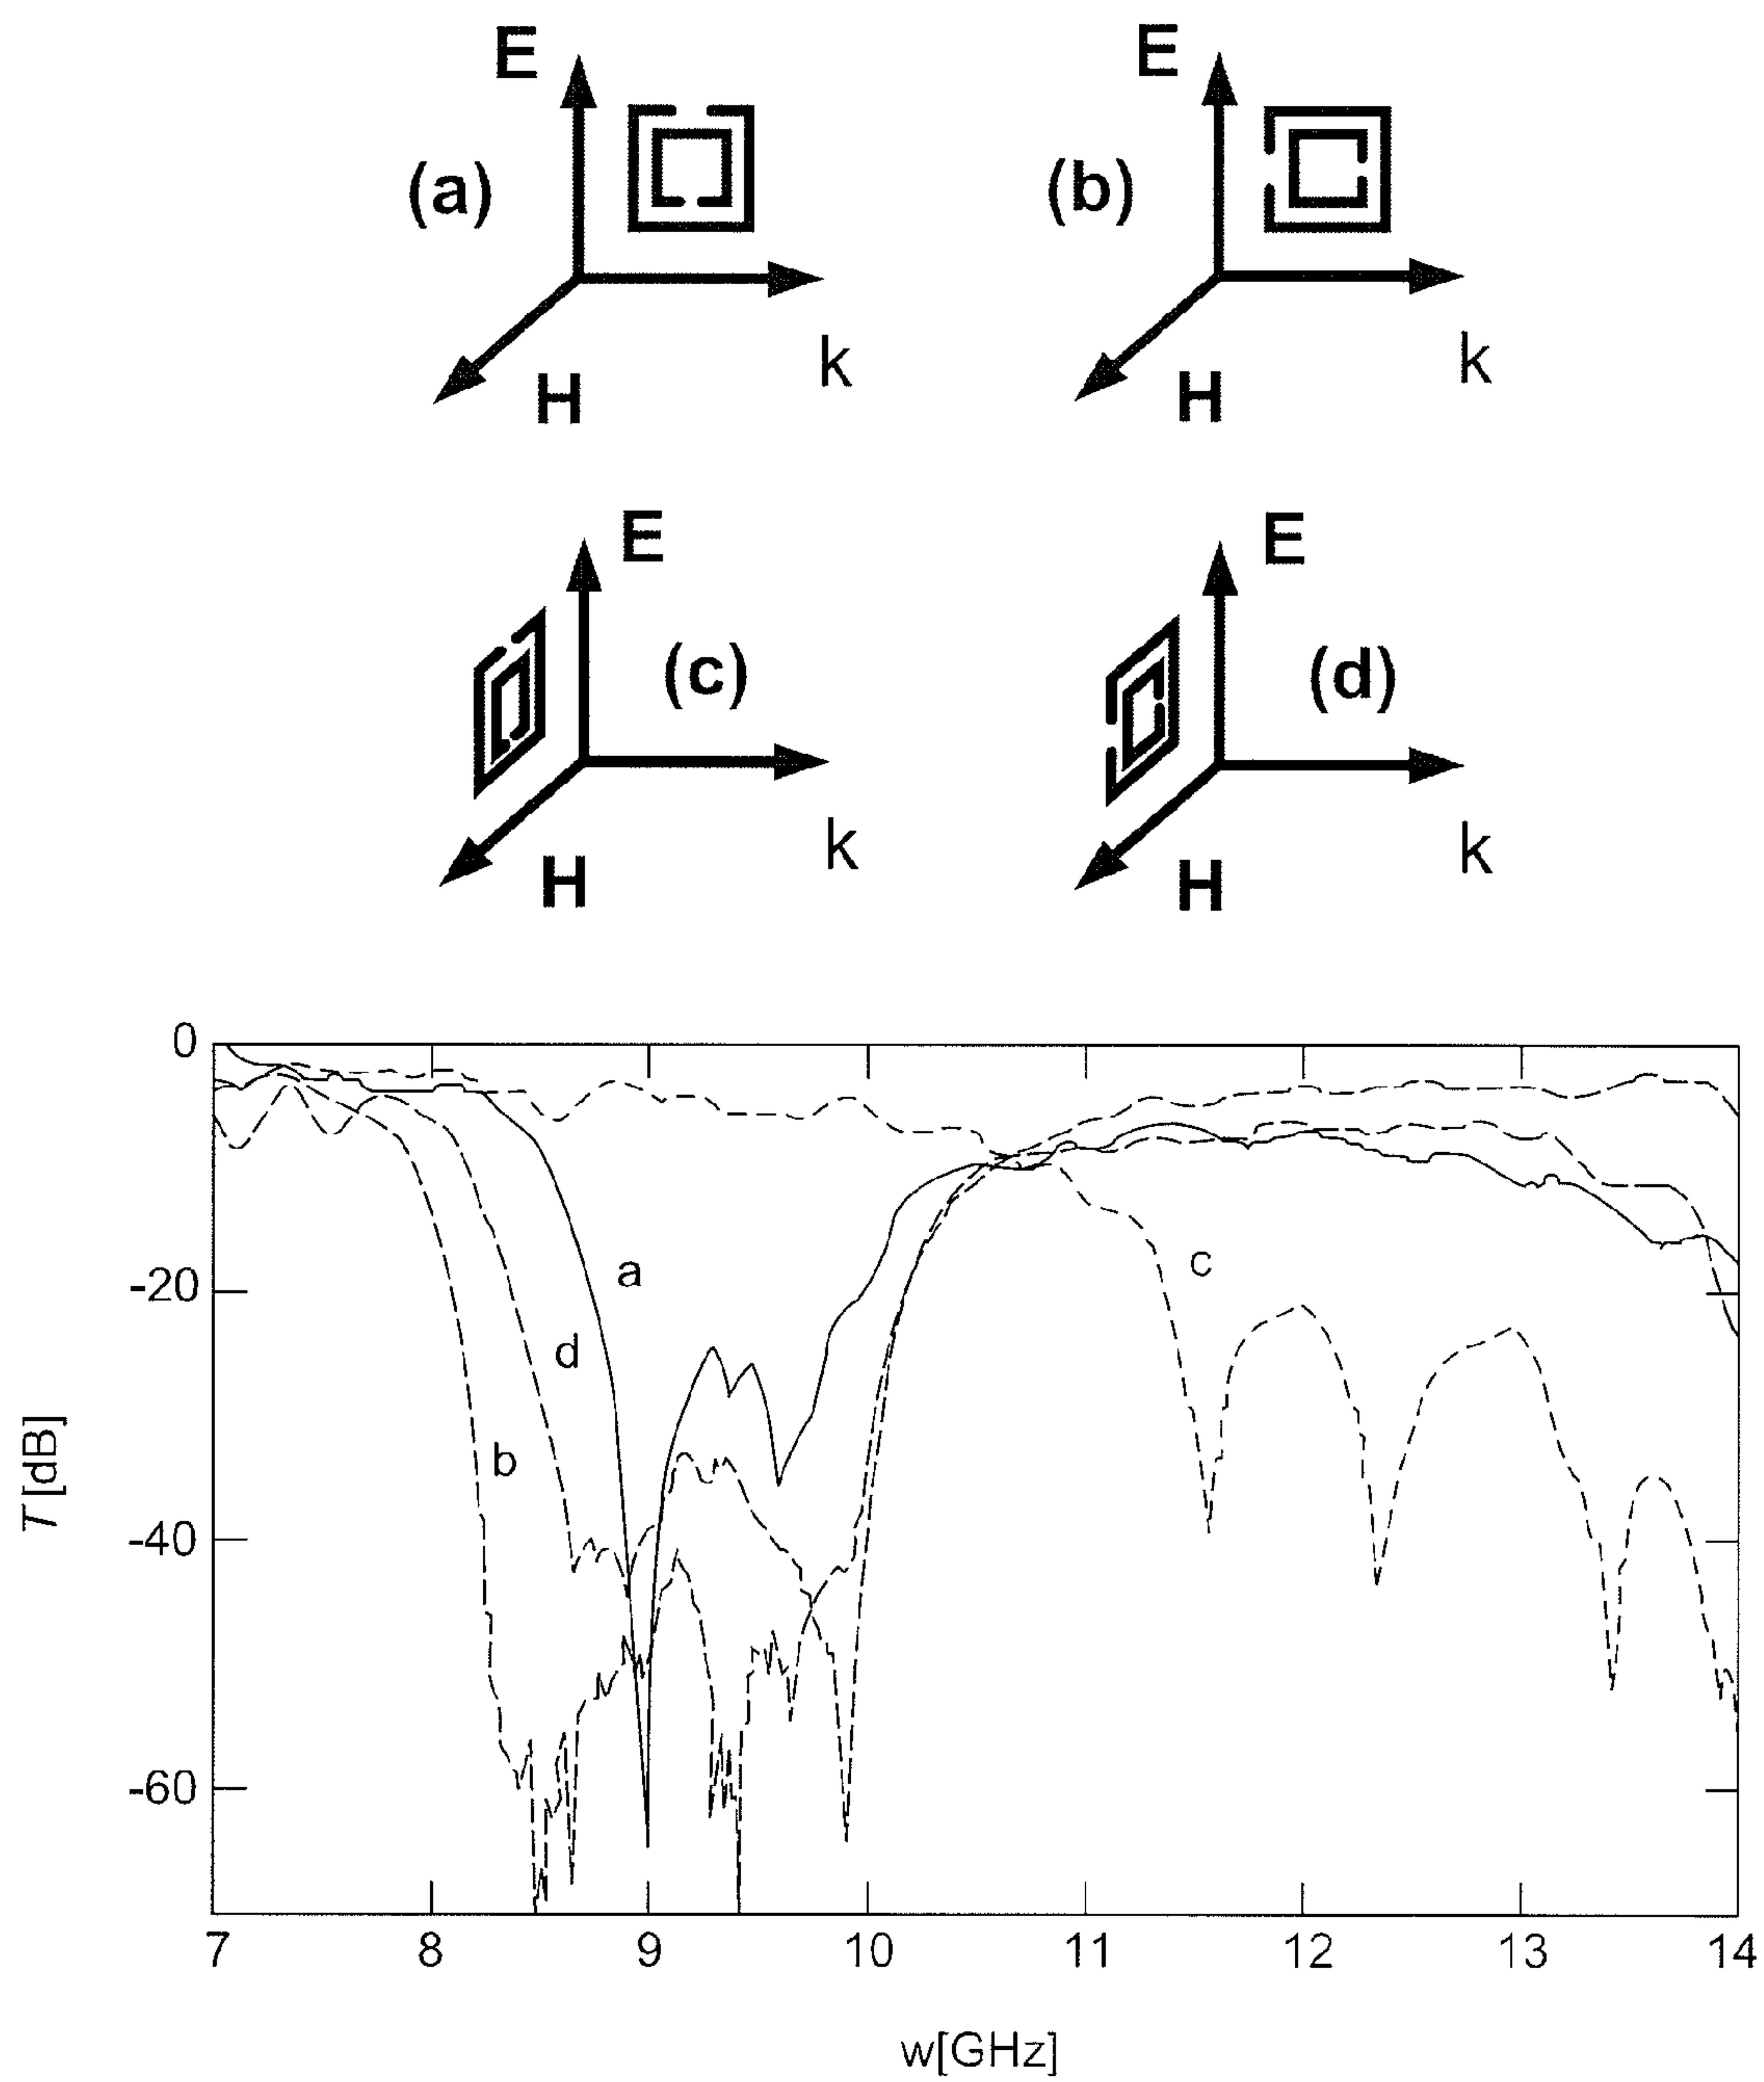 E E
(a) (b)
k k
H H
E E
(c) (d)
k k
H H
0
a
c
-20
d
b
T [dB]
-40
-60
7 8 9 10 11 12 13 14
w[GHz]